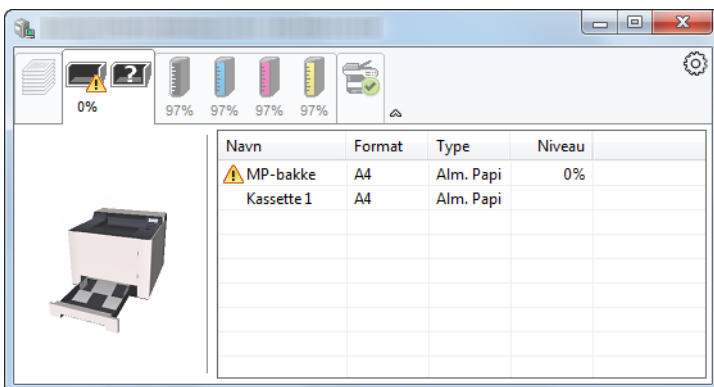 ?
0% 97% 97% 97% 97%
Navn Format Type Niveau
MP-bakke A4 Alm. Papi 0%
Kassette 1 A4 Alm. Papi